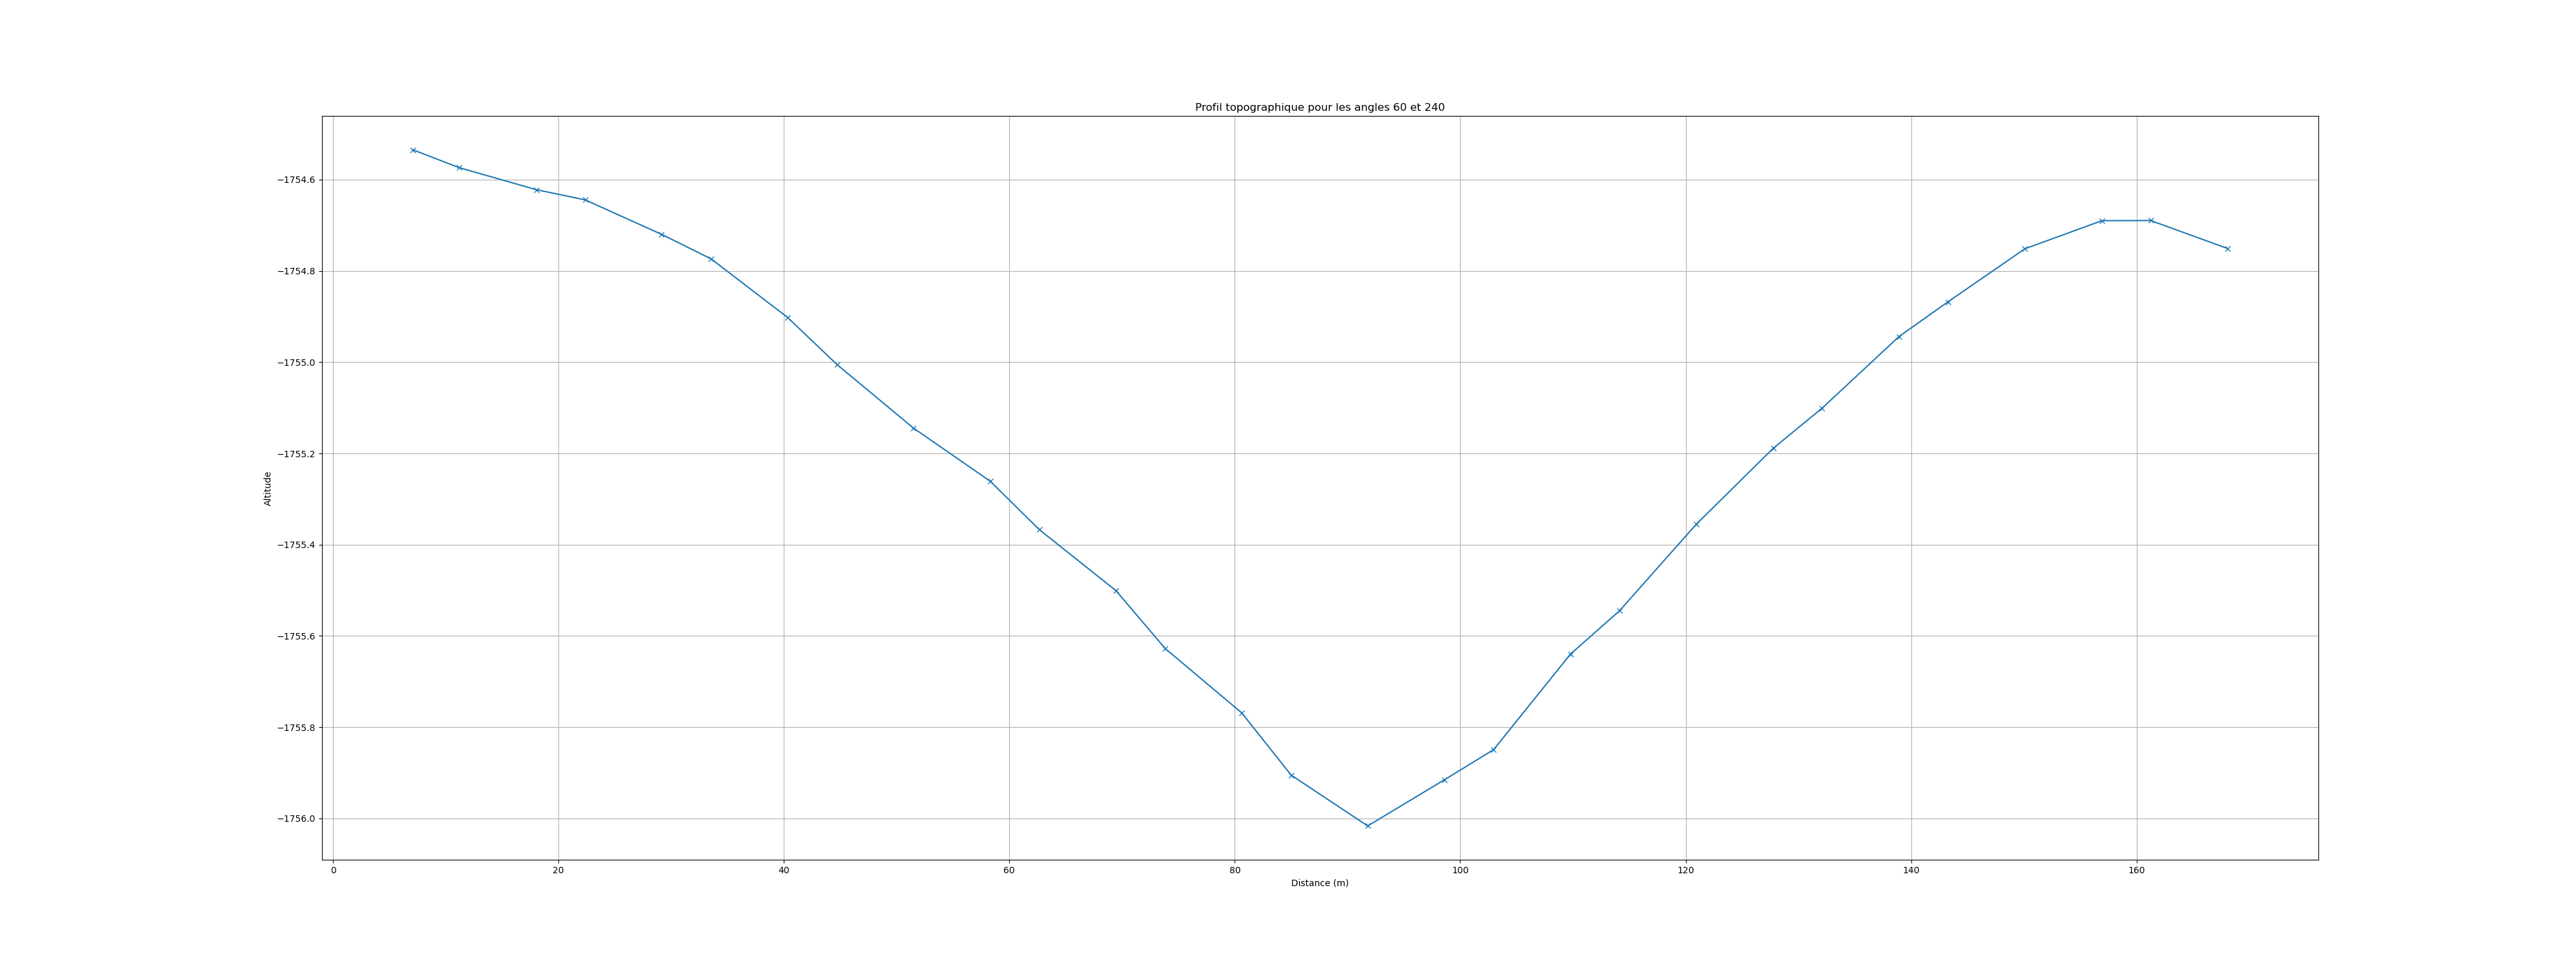 Profil topographique pour les angles 60 et 240
−1754.6
−1754.8
−1755.0
−1755.2
−1755.4
−1755.6
−1755.8
−1756.0
Altitude
0 20 40 60 80 100 120 140 160
Distance (m)